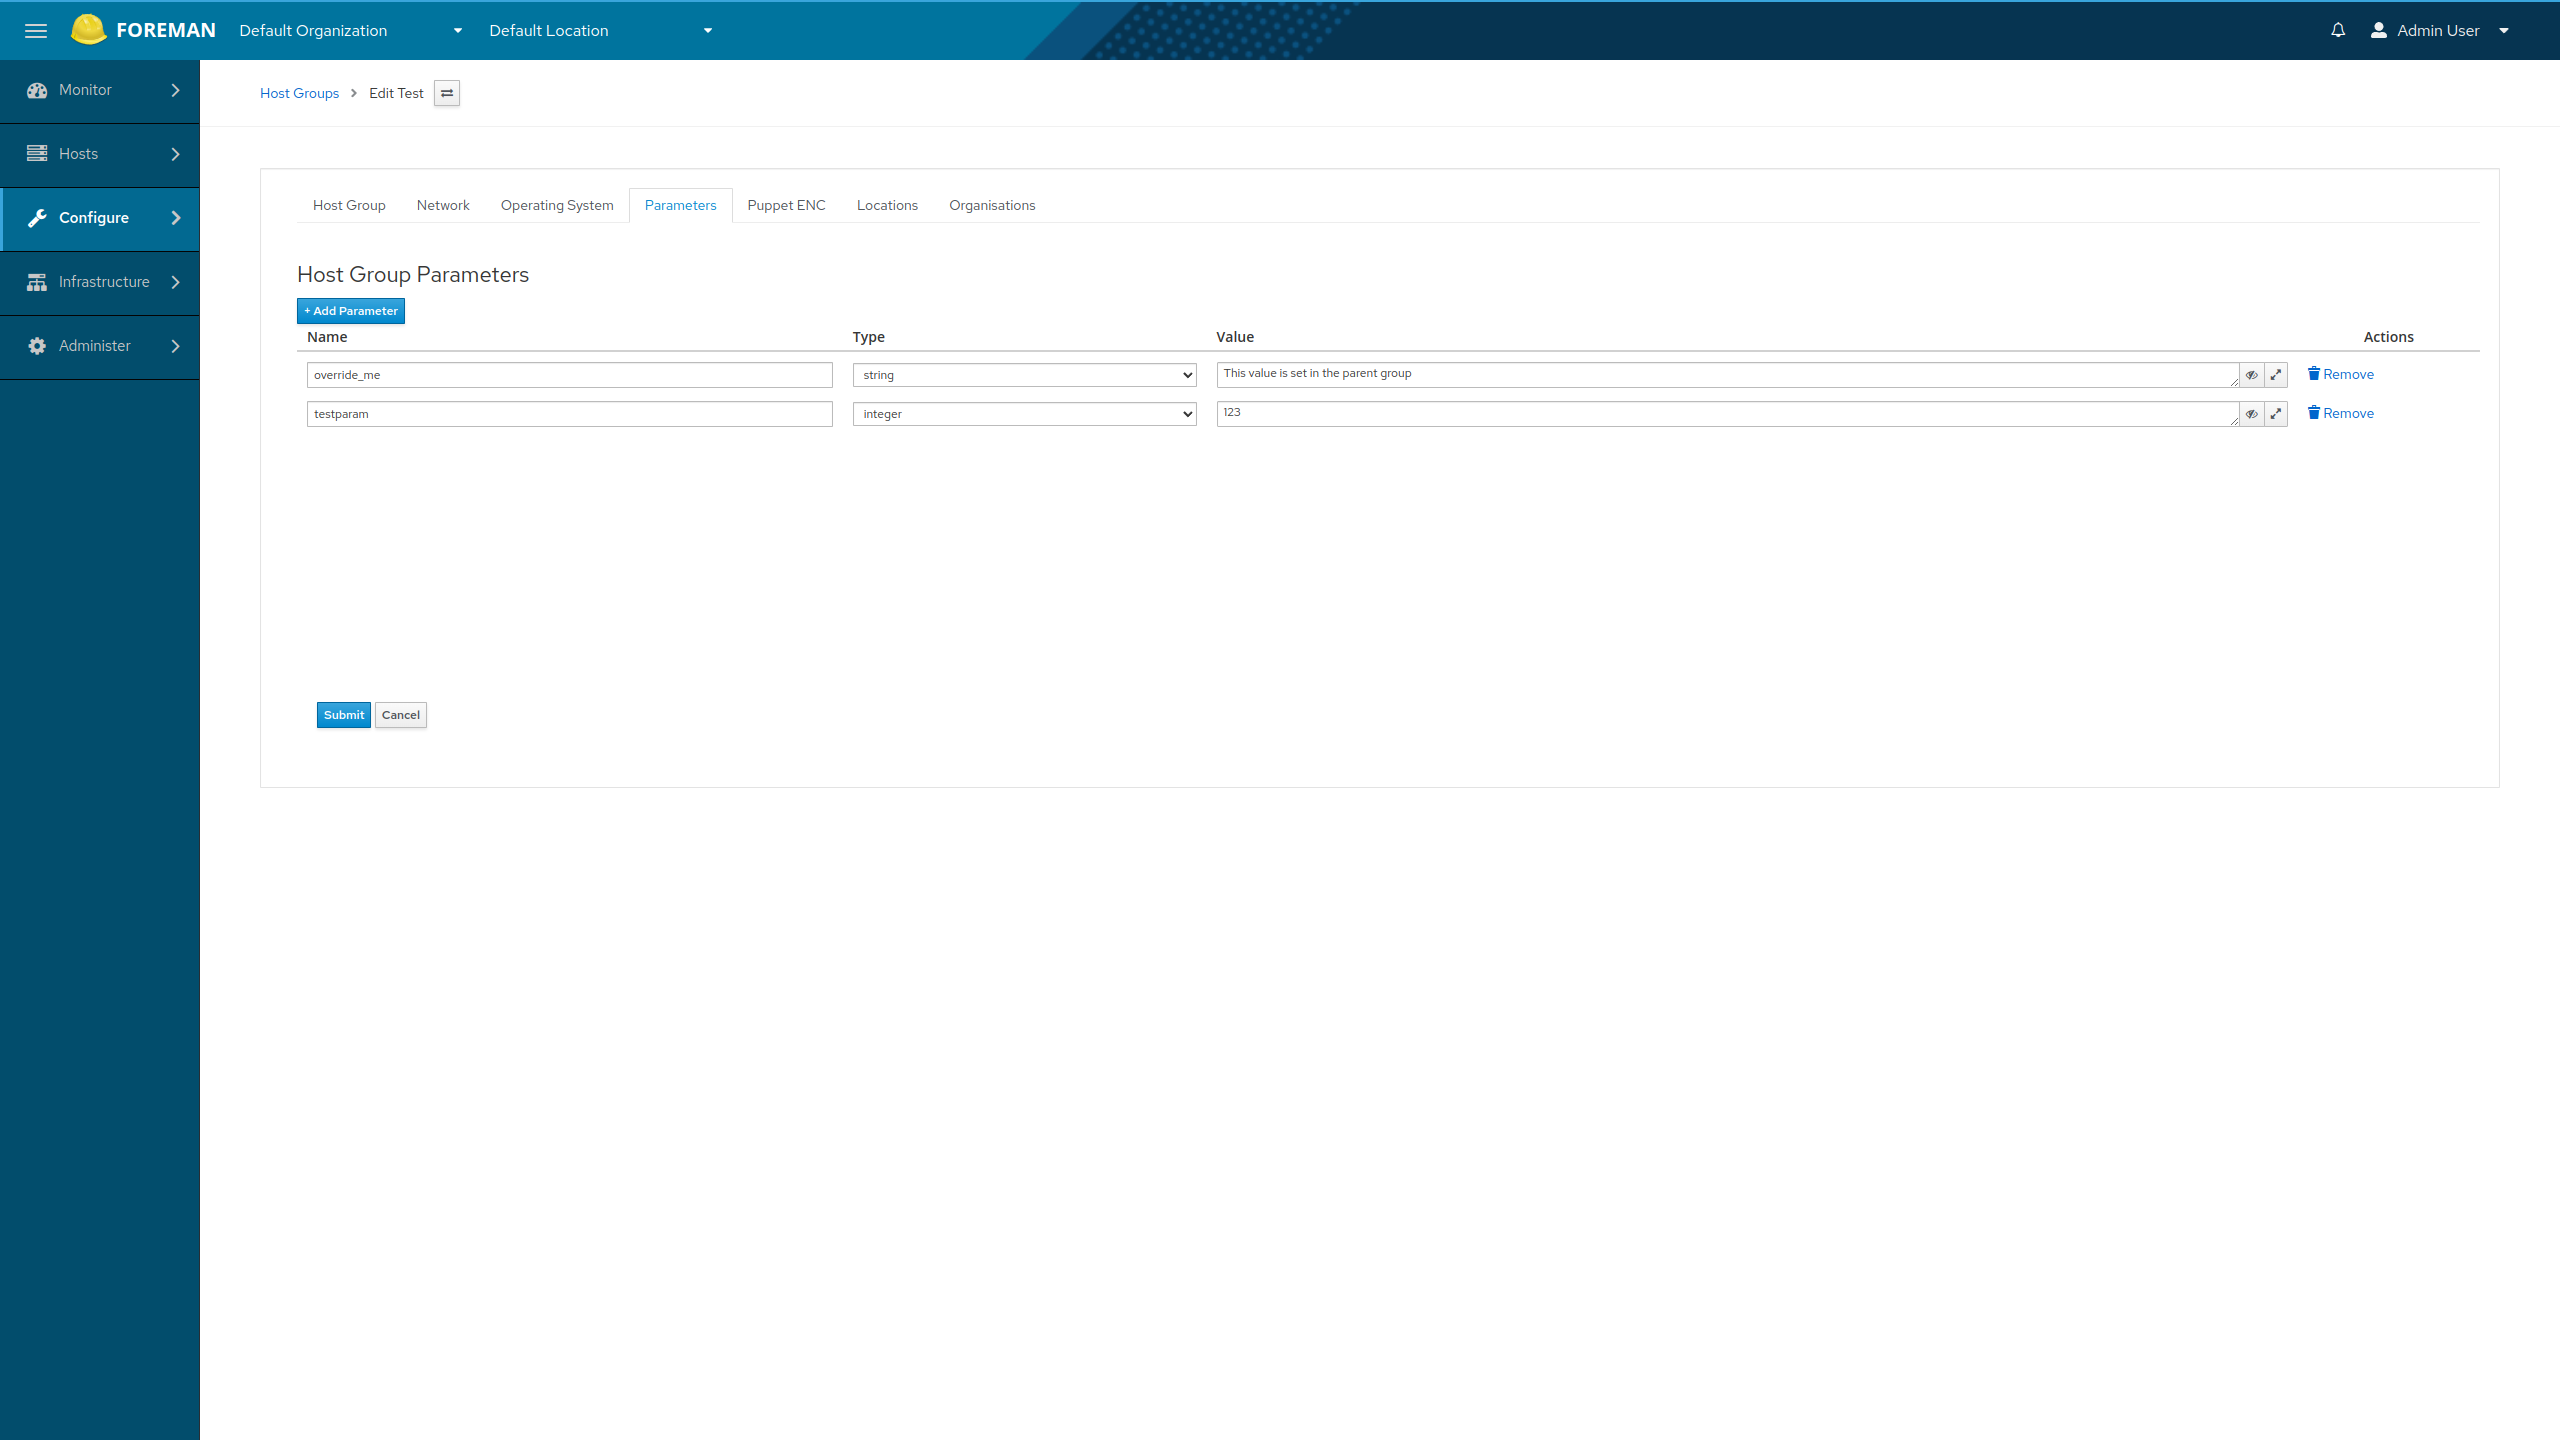 FOREMAN Default Organization Default Location Admin User
Monitor
Hosts
Configure
Infrastructure
Administer
Host Groups > Edit Test
Host Group Network Operating System Parameters Puppet ENC Locations Organisations
Host Group Parameters
+ Add Parameter
Name Type Value Actions
override_me string This value is set in the parent group Remove
testparam integer 123 Remove
Submit Cancel